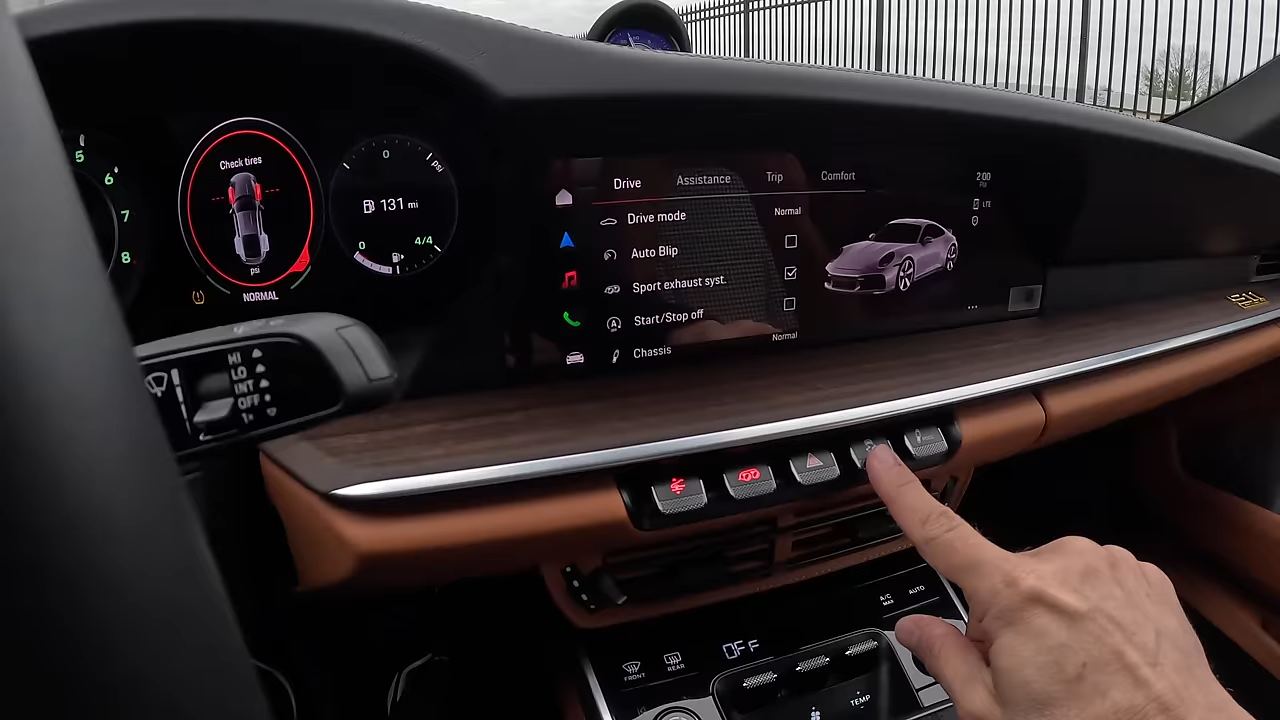 5
6
7
8
Check tires
psi
NORMAL
0
psi
131 mi
0
4/4
Drive
Assistance
Trip
Comfort
Drive mode
Normal
Auto Blip
Sport exhaust syst.
Start/Stop off
Chassis
Normal
2:00
PM
LTE
HI
LO
INT
OFF
1x
A/C
MAX
AUTO
FRONT
REAR
OFF
TEMP